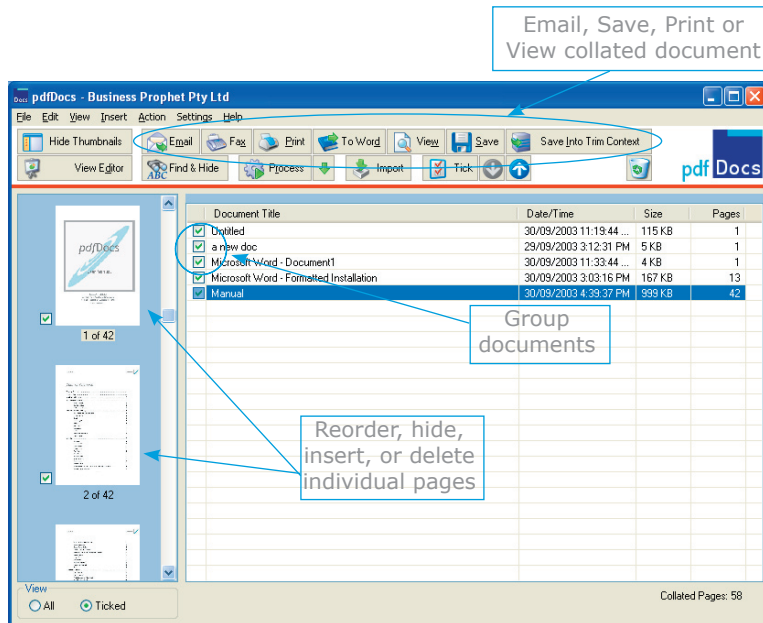 Email, Save, Print or
View collated document
pdfDocs - Business Prophet Pty Ltd
File Edit View Insert Action Settings Help
Hide Thumbnails Email Fax Print To Word View Save Save Into Trim Context
View Editor Find & Hide Process Import Tick
pdf Docs
Document Title Date/Time Size Pages
Untitled 30/09/2003 11:19:44 ... 115 KB 1
a new doc 29/09/2003 3:12:31 PM 5 KB 1
Microsoft Word - Document1 30/09/2003 11:33:44 ... 4 KB 1
Microsoft Word - Formatted Installation 30/09/2003 3:03:16 PM 167 KB 13
Manual 30/09/2003 4:39:37 PM 999 KB 42
pdfDocs
1 of 42
Group
documents
Reorder, hide,
insert, or delete
individual pages
2 of 42
View
All Ticked
Collated Pages: 58